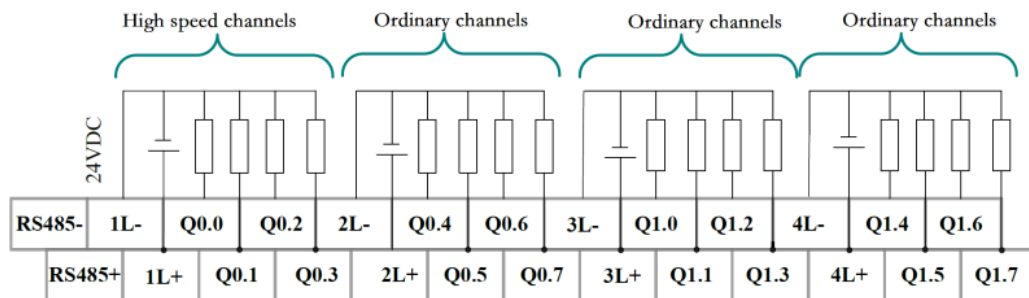 High speed channels Ordinary channels Ordinary channels Ordinary channels
24VDC
RS485- 1L- Q0.0 Q0.2 2L- Q0.4 Q0.6 3L- Q1.0 Q1.2 4L- Q1.4 Q1.6
RS485+ 1L+ Q0.1 Q0.3 2L+ Q0.5 Q0.7 3L+ Q1.1 Q1.3 4L+ Q1.5 Q1.7